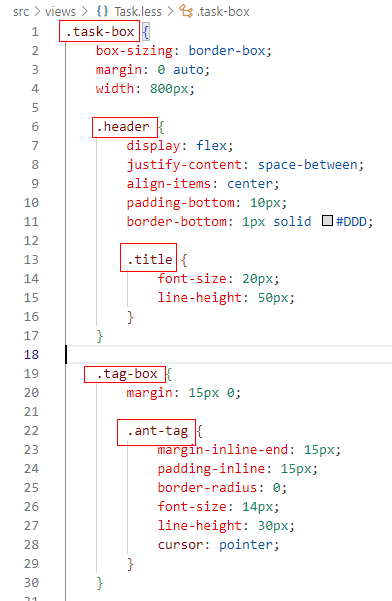 src > views > {} Task.less > .task-box
1 .task-box {
2 box-sizing: border-box;
3 margin: 0 auto;
4 width: 800px;
5
6 .header {
7 display: flex;
8 justify-content: space-between;
9 align-items: center;
10 padding-bottom: 10px;
11 border-bottom: 1px solid #DDD;
12
13 .title {
14 font-size: 20px;
15 line-height: 50px;
16 }
17 }
18
19 .tag-box {
20 margin: 15px 0;
21
22 .ant-tag {
23 margin-inline-end: 15px;
24 padding-inline: 15px;
25 border-radius: 0;
26 font-size: 14px;
27 line-height: 30px;
28 cursor: pointer;
29 }
30 }